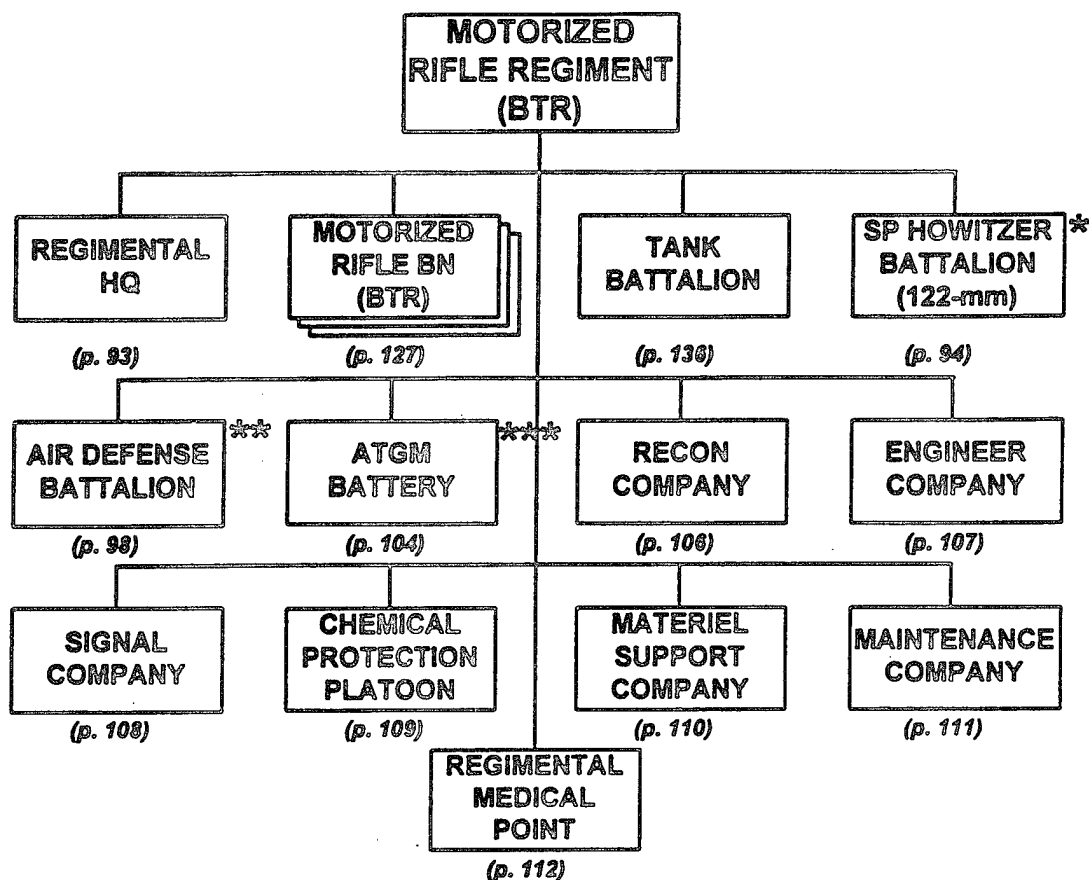 MOTORIZED
RIFLE REGIMENT
(BTR)
REGIMENTAL
HQ
(p. 93)
MOTORIZED
RIFLE BN
(BTR)
(p. 127)
TANK
BATTALION
(p. 136)
SP HOWITZER
BATTALION
(122-mm)
*
(p. 94)
AIR DEFENSE
BATTALION
**
(p. 98)
ATGM
BATTERY
***
(p. 104)
RECON
COMPANY
(p. 106)
ENGINEER
COMPANY
(p. 107)
SIGNAL
COMPANY
(p. 108)
CHEMICAL
PROTECTION
PLATOON
(p. 109)
MATERIEL
SUPPORT
COMPANY
(p. 110)
MAINTENANCE
COMPANY
(p. 111)
REGIMENTAL
MEDICAL
POINT
(p. 112)